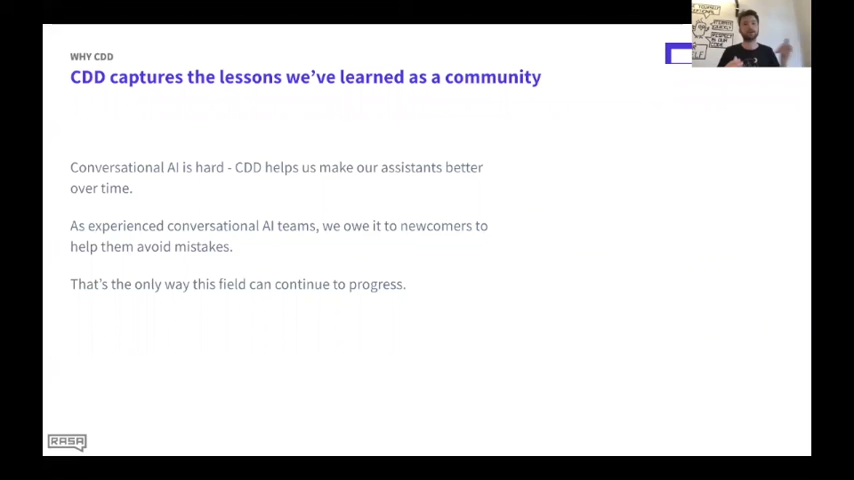 WHY CDD
CDD captures the lessons we've learned as a community
Conversational AI is hard - CDD helps us make our assistants better
over time.
As experienced conversational AI teams, we owe it to newcomers to
help them avoid mistakes.
That's the only way this field can continue to progress.
RASA